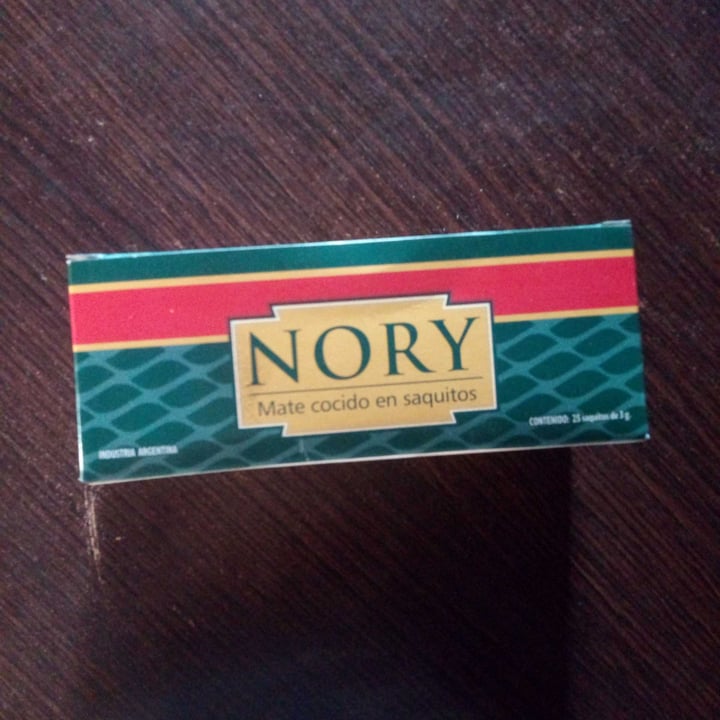 NORY
Mate cocido en saquitos
CONTENIDO: 25 saquitos de 3 g.
INDUSTRIA ARGENTINA